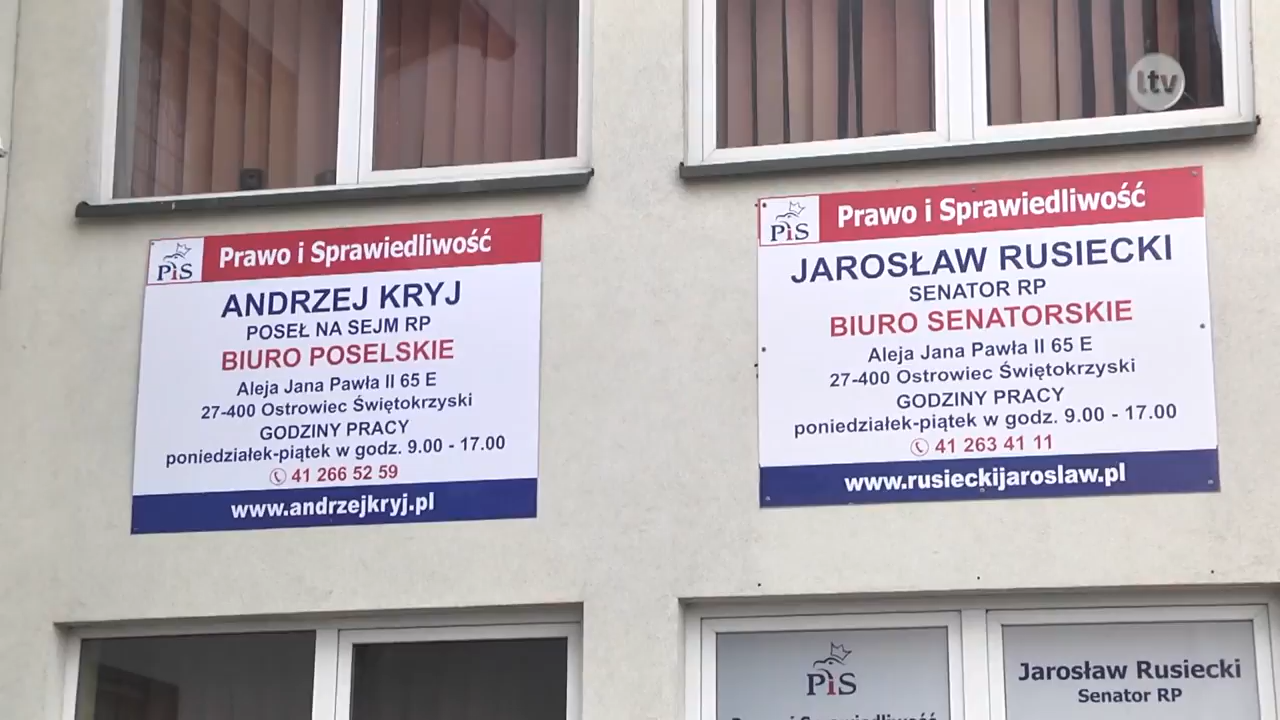 ltv
PiS
Prawo i Sprawiedliwość
ANDRZEJ KRYJ
POSEŁ NA SEJM RP
BIURO POSELSKIE
Aleja Jana Pawła II 65 E
27-400 Ostrowiec Świętokrzyski
GODZINY PRACY
poniedziałek-piątek w godz. 9.00 - 17.00
41 266 52 59
www.andrzejkryj.pl
PiS
Prawo i Sprawiedliwość
JAROSŁAW RUSIECKI
SENATOR RP
BIURO SENATORSKIE
Aleja Jana Pawła II 65 E
27-400 Ostrowiec Świętokrzyski
GODZINY PRACY
poniedziałek-piątek w godz. 9.00 - 17.00
41 263 41 11
www.rusieckijaroslaw.pl
PiS
Prawo i Sprawiedliwość
Jarosław Rusiecki
Senator RP